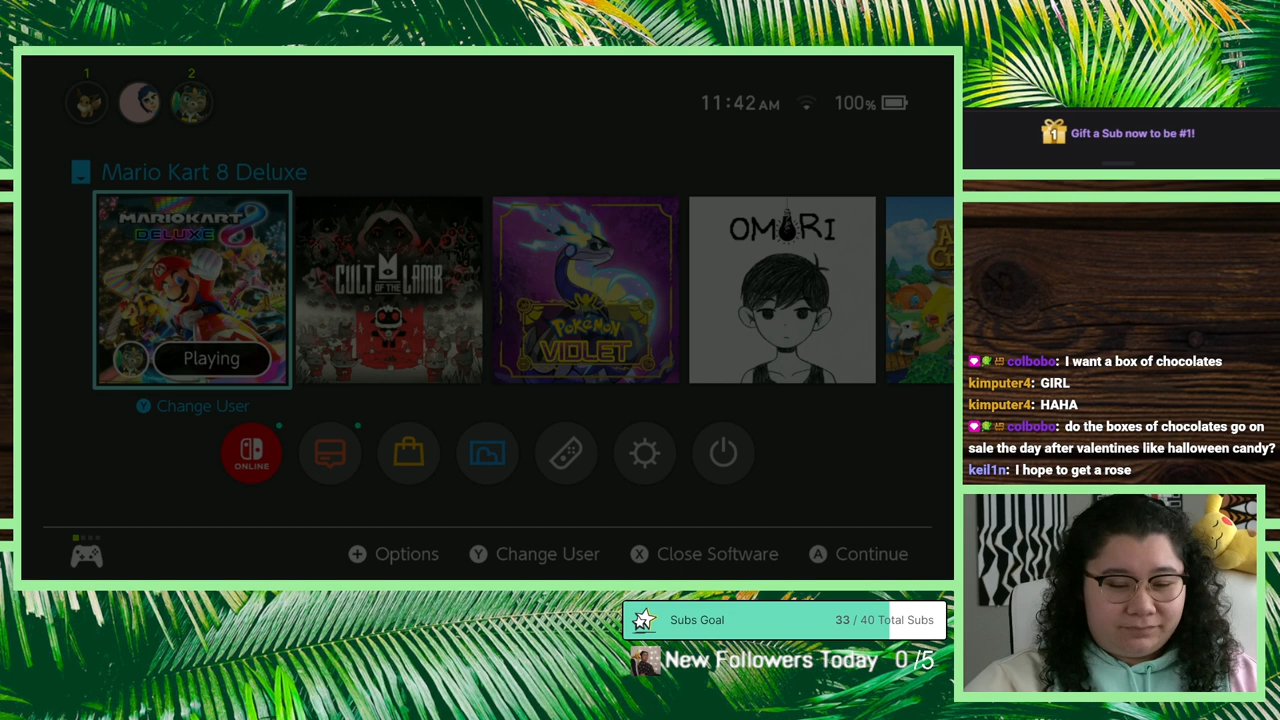 1
2
11:42 AM
100%
Mario Kart 8 Deluxe
MARIOKART 8
DELUXE
Playing
CULT OF THE LAMB
POKÉMON
VIOLET
OMORI
Change User
ONLINE
+ Options
Y Change User
X Close Software
A Continue
1 Gift a Sub now to be #1!
colbobo: I want a box of chocolates
kimputer4: GIRL
kimputer4: HAHA
colbobo: do the boxes of chocolates go on
sale the day after valentines like halloween candy?
keil1n: I hope to get a rose
Subs Goal 33 / 40 Total Subs
New Followers Today 0 /5